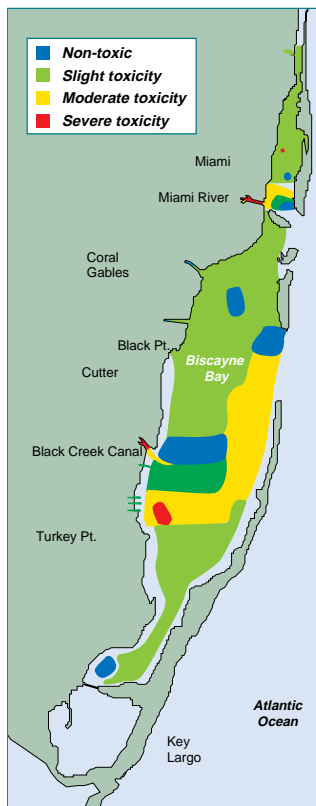 Non-toxic
Slight toxicity
Moderate toxicity
Severe toxicity
Miami
Miami River
Coral
Gables
Black Pt.
Biscayne
Bay
Cutter
Black Creek Canal
Turkey Pt.
Atlantic
Ocean
Key
Largo